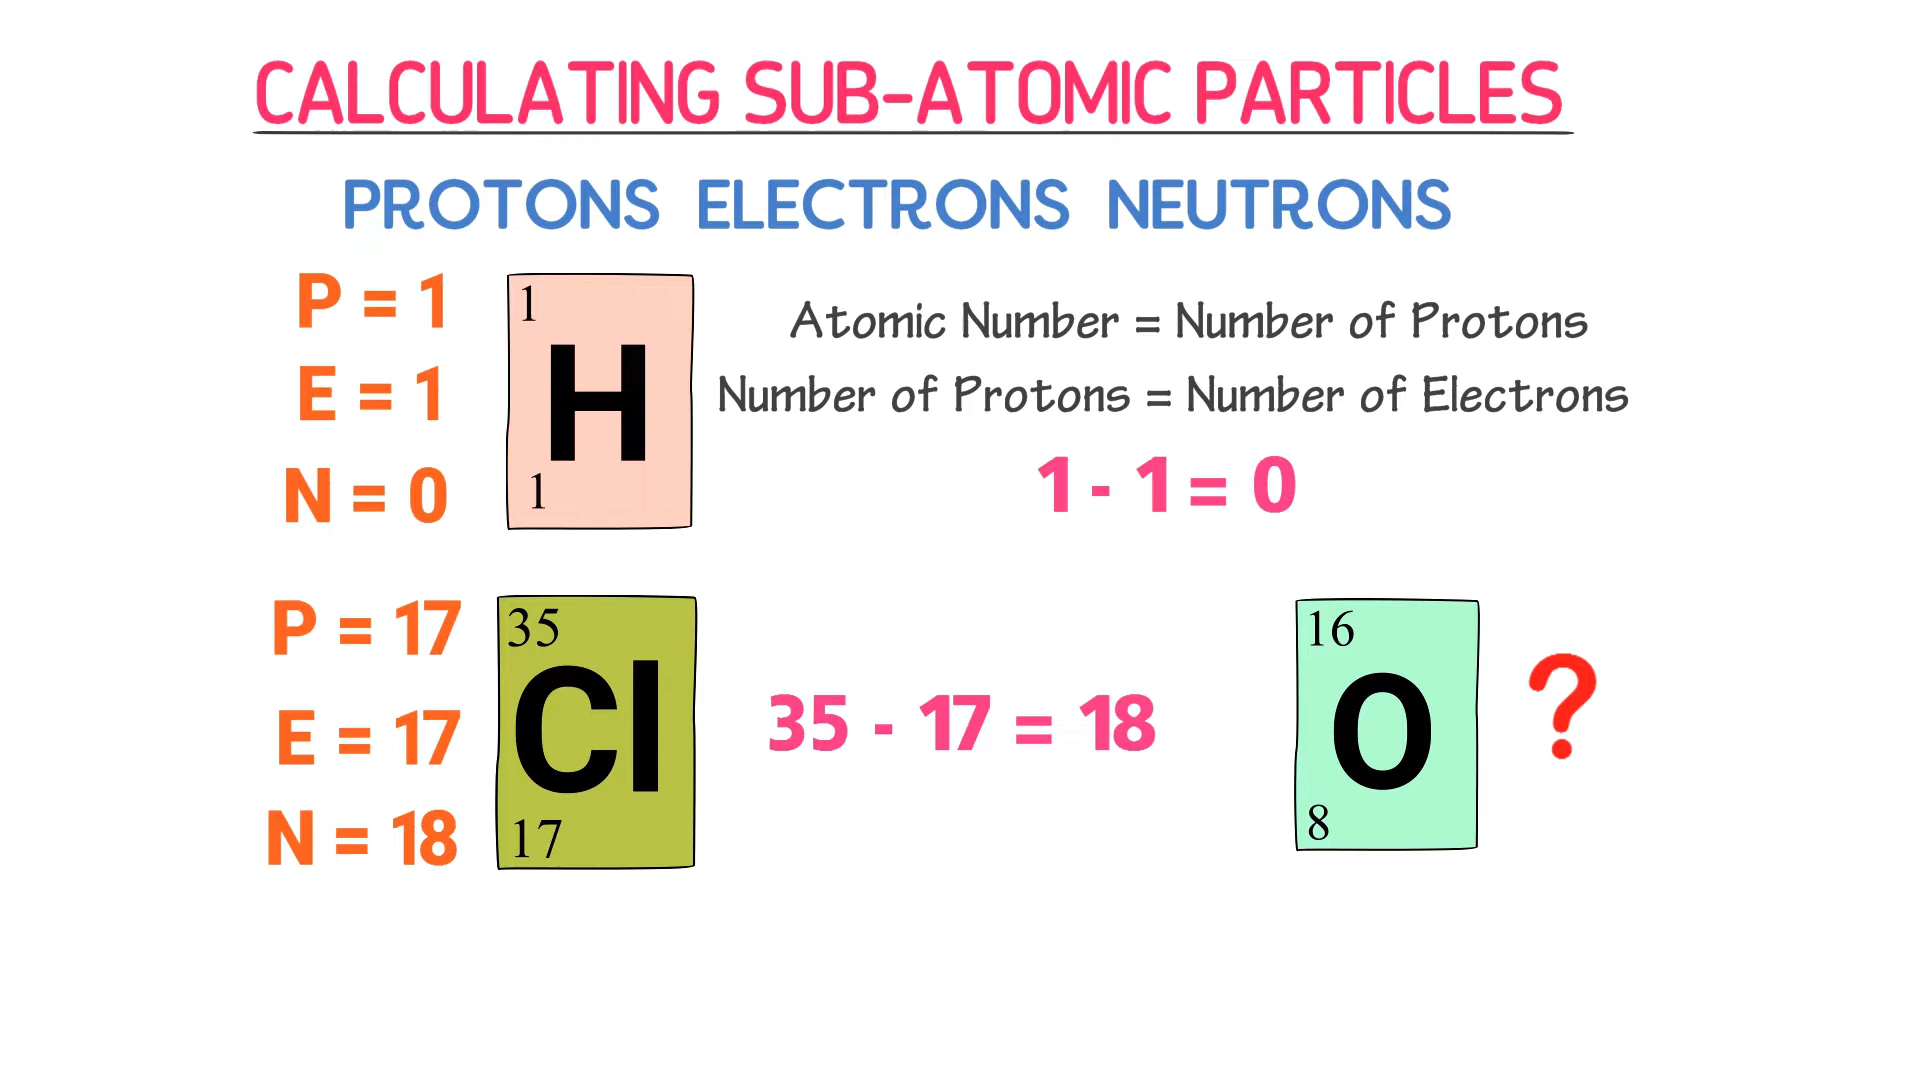 CALCULATING SUB-ATOMIC PARTICLES
PROTONS ELECTRONS NEUTRONS
P = 1
E = 1
N = 0
1
H
1
Atomic Number = Number of Protons
Number of Protons = Number of Electrons
1 - 1 = 0
P = 17
E = 17
N = 18
35
Cl
17
35 - 17 = 18
16
O
8
?